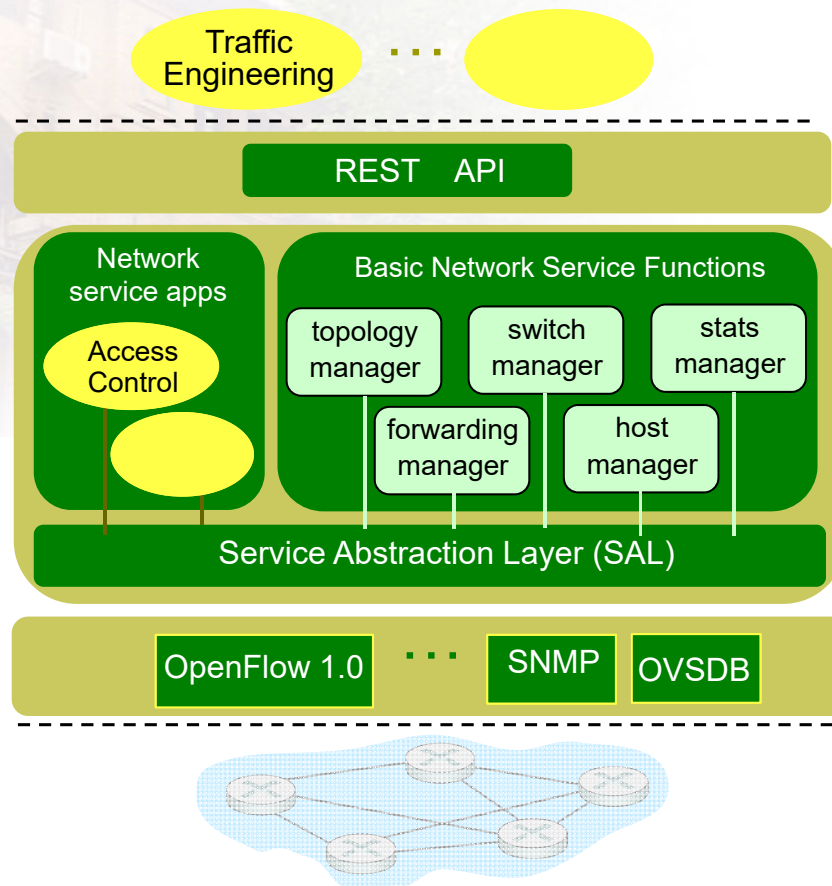 Traffic
Engineering
...
REST API
Network
service apps
Access
Control
Basic Network Service Functions
topology
manager
switch
manager
stats
manager
forwarding
manager
host
manager
Service Abstraction Layer (SAL)
OpenFlow 1.0
...
SNMP
OVSDB